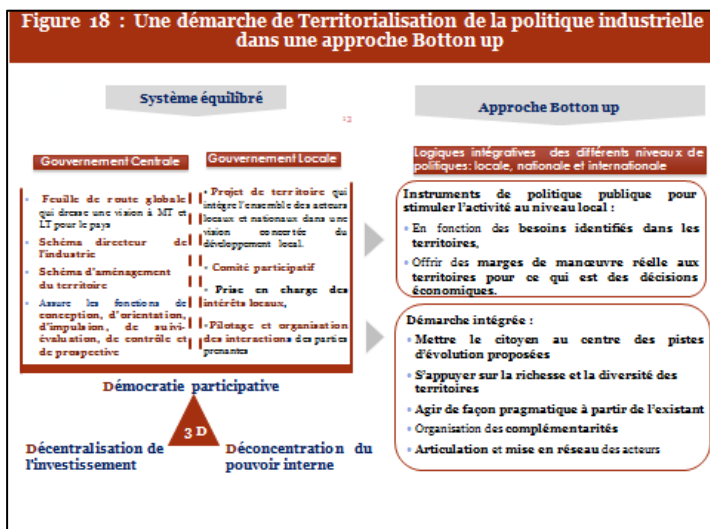 Figure 18 : Une démarche de Territorialisation de la politique industrielle
dans une approche Botton up
Système équilibré
13
Gouvernement Centrale
Feuille de route globale
qui dresse une vision à MT et
LT pour le pays
Schéma directeur de
l'industrie
Schéma d'aménagement
du territoire
Assure les fonctions de
conception, d'orientation,
d'impulsion, de suivi-
évaluation, de contrôle et
de prospective
Gouvernement Locale
• Projet de territoire qui
intègre l'ensemble des acteurs
locaux et nationaux dans une
vision concertée du
développement local.
• Comité participatif
• Prise en charge des
intérêts locaux,
• Pilotage et organisation
des interactions des parties
prenantes
Démocratie participative
3 D
Décentralisation de
l'investissement
Déconcentration du
pouvoir interne
Approche Botton up
Logiques intégratives des différents niveaux de
politiques: locale, nationale et internationale
Instruments de politique publique pour
stimuler l'activité au niveau local :
• En fonction des besoins identifiés dans les
territoires,
• Offrir des marges de manœuvre réelle aux
territoires pour ce qui est des décisions
économiques.
Démarche intégrée :
• Mettre le citoyen au centre des pistes
d'évolution proposées
• S'appuyer sur la richesse et la diversité des
territoires
• Agir de façon pragmatique à partir de l'existant
• Organisation des complémentarités
• Articulation et mise en réseau des acteurs